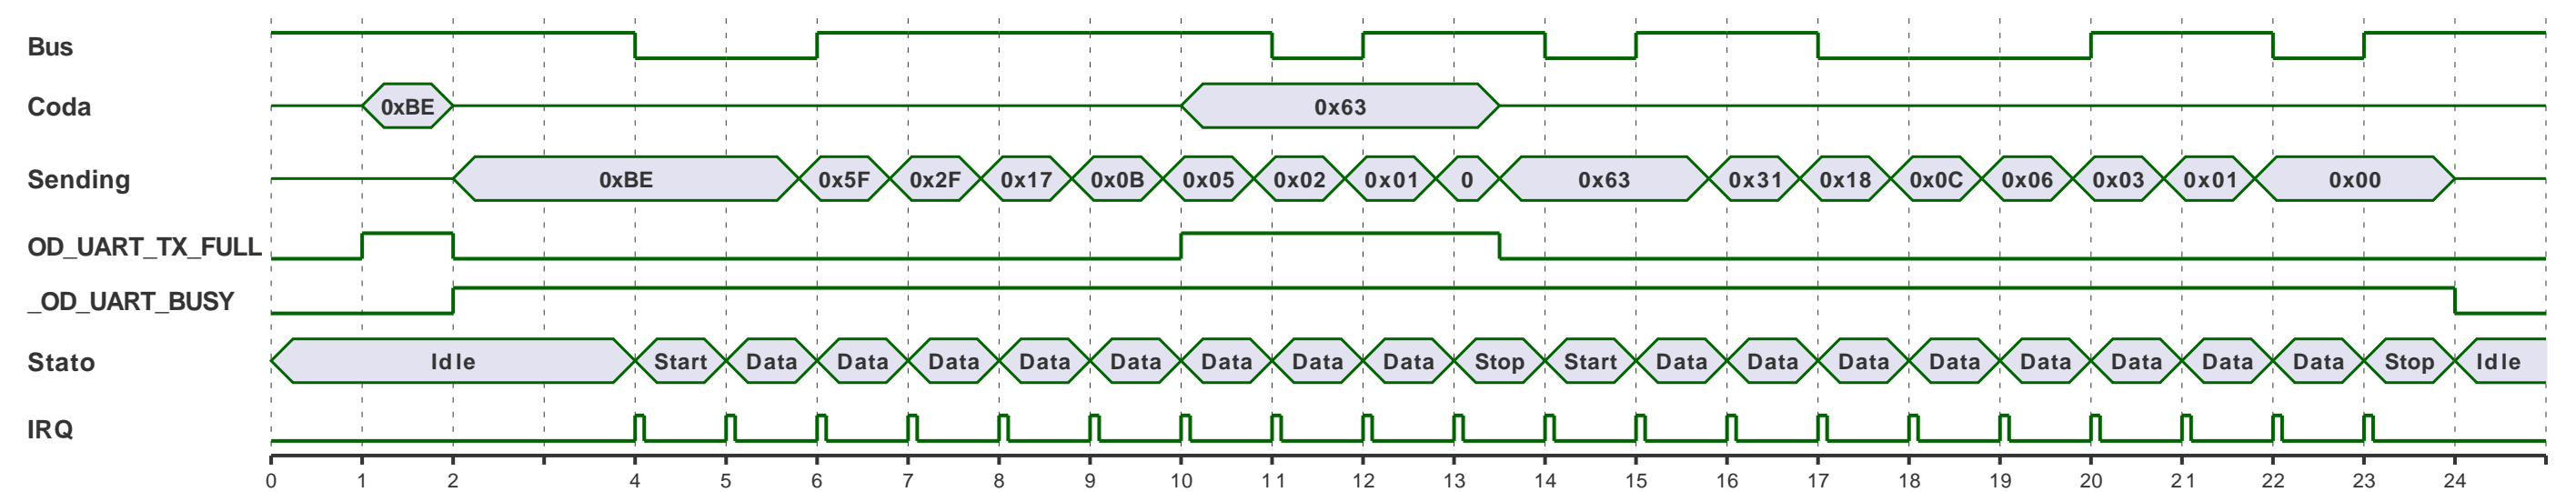 Bus
Coda 0xBE 0x63
Sending 0xBE 0x5F 0x2F 0x17 0x0B 0x05 0x02 0x01 0 0x63 0x31 0x18 0x0C 0x06 0x03 0x01 0x00
OD_UART_TX_FULL
_OD_UART_BUSY
Stato Idle Start Data Data Data Data Data Data Data Data Stop Start Data Data Data Data Data Data Data Data Stop Idle
IRQ
0 1 2 4 5 6 7 8 9 10 11 12 13 14 15 16 17 18 19 20 21 22 23 24